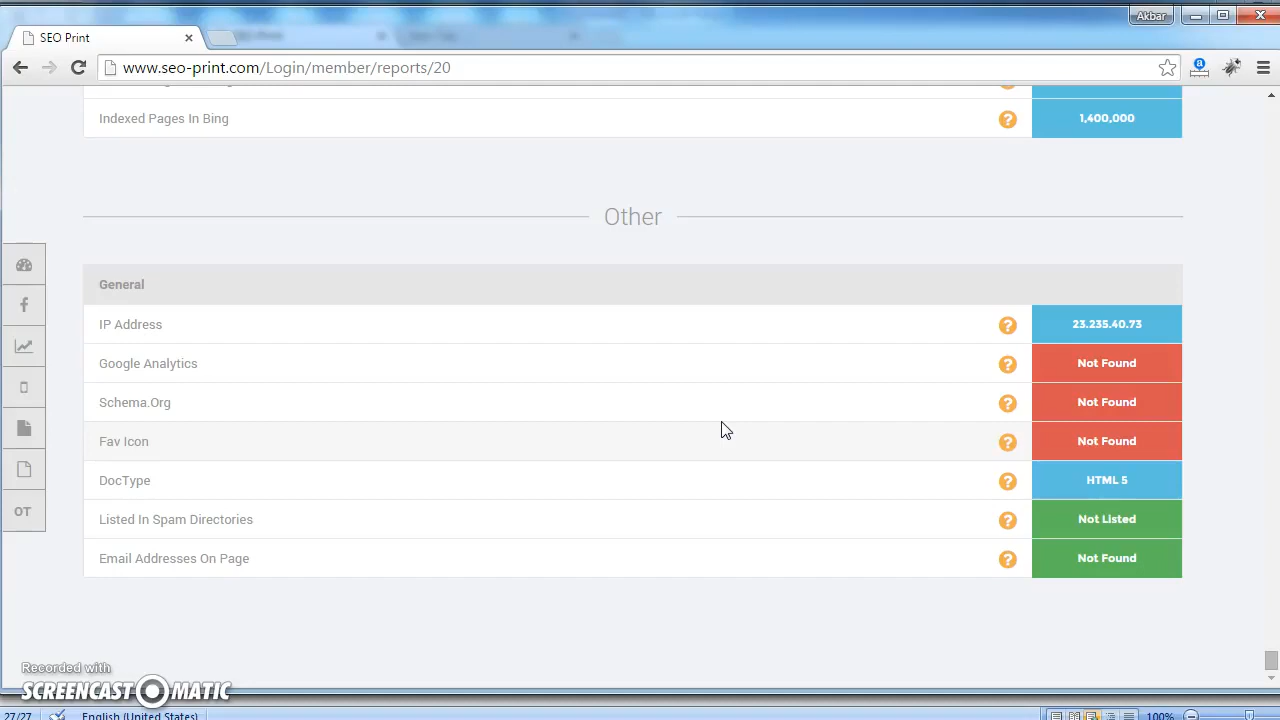 Akbar
SEO Print
www.seo-print.com/Login/member/reports/20
Indexed Pages In Bing ? 1,400,000
Other
General
IP Address ? 23.235.40.73
Google Analytics ? Not Found
Schema.Org ? Not Found
Fav Icon ? Not Found
DocType ? HTML 5
Listed In Spam Directories ? Not Listed
Email Addresses On Page ? Not Found
OT
Recorded with
SCREENCAST MATIC
27/27 English (United States) 100%